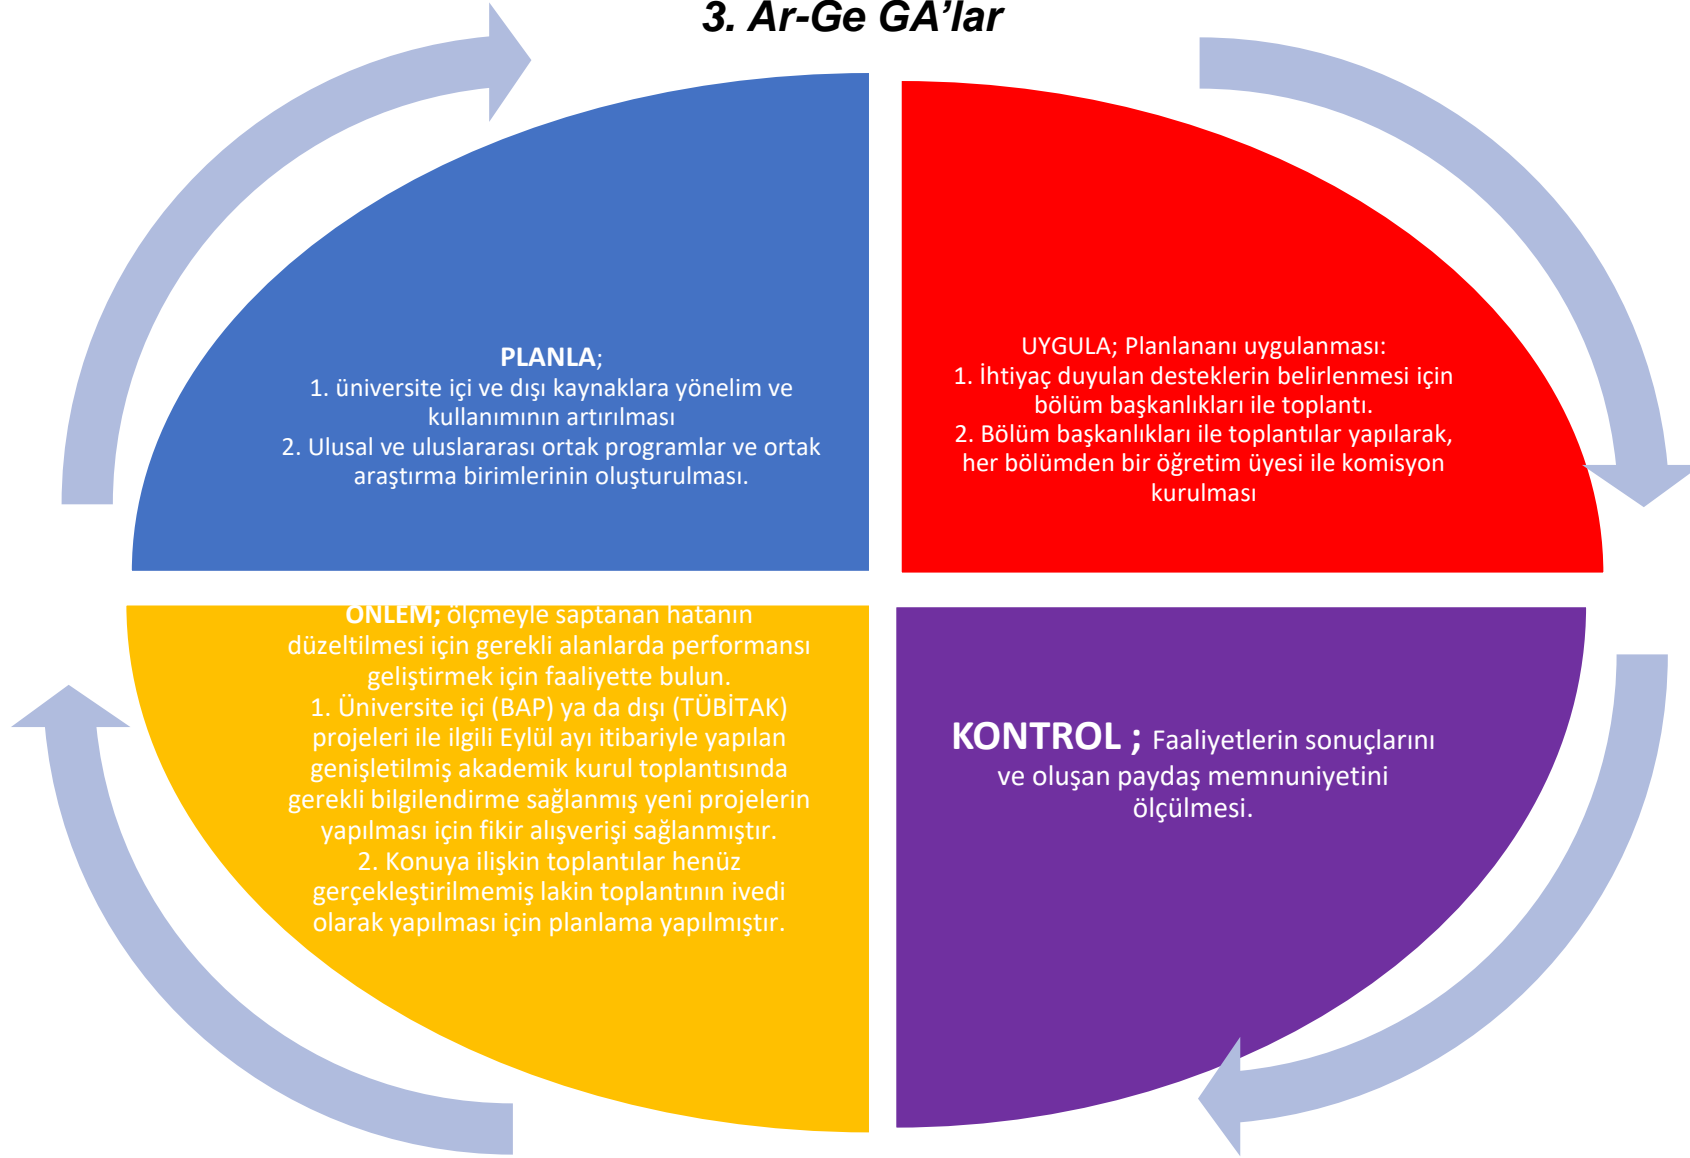 3. Ar-Ge GA’lar
PLANLA;
1. üniversite içi ve dışı kaynaklara yönelim ve
kullanımının artırılması
2. Ulusal ve uluslararası ortak programlar ve ortak
araştırma birimlerinin oluşturulması.
UYGULA; Planlananı uygulanması:
1. İhtiyaç duyulan desteklerin belirlenmesi için
bölüm başkanlıkları ile toplantı.
2. Bölüm başkanlıkları ile toplantılar yapılarak,
her bölümden bir öğretim üyesi ile komisyon
kurulması
ÖNLEM; ölçmeyle saptanan hatanın
düzeltilmesi için gerekli alanlarda performansı
geliştirmek için faaliyette bulun.
1. Üniversite içi (BAP) ya da dışı (TÜBİTAK)
projeleri ile ilgili Eylül ayı itibariyle yapılan
genişletilmiş akademik kurul toplantısında
gerekli bilgilendirme sağlanmış yeni projelerin
yapılması için fikir alışverişi sağlanmıştır.
2. Konuya ilişkin toplantılar henüz
gerçekleştirilmemiş lakin toplantının ivedi
olarak yapılması için planlama yapılmıştır.
KONTROL ; Faaliyetlerin sonuçlarını
ve oluşan paydaş memnuniyetini
ölçülmesi.